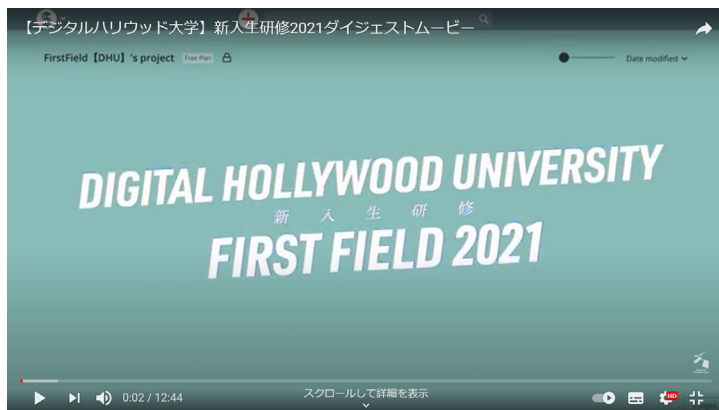 【デジタルハリウッド大学】新入生研修2021ダイジェストムービー
FirstField【DHU】's project Free Plan
Date modified
DIGITAL HOLLYWOOD UNIVERSITY
新入生研修
FIRST FIELD 2021
スクロールして詳細を表示
0:02 / 12:44
HD